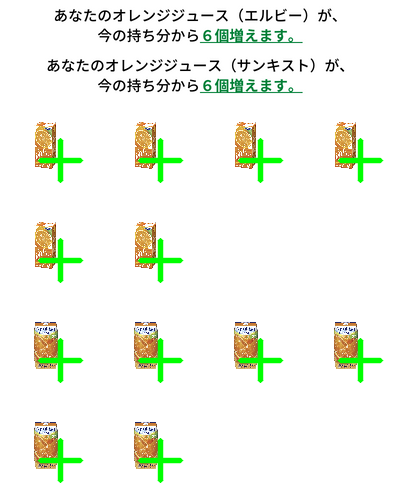 あなたのオレンジジュース（エルビー）が、
今の持ち分から６個増えます。
あなたのオレンジジュース（サンキスト）が、
今の持ち分から６個増えます。